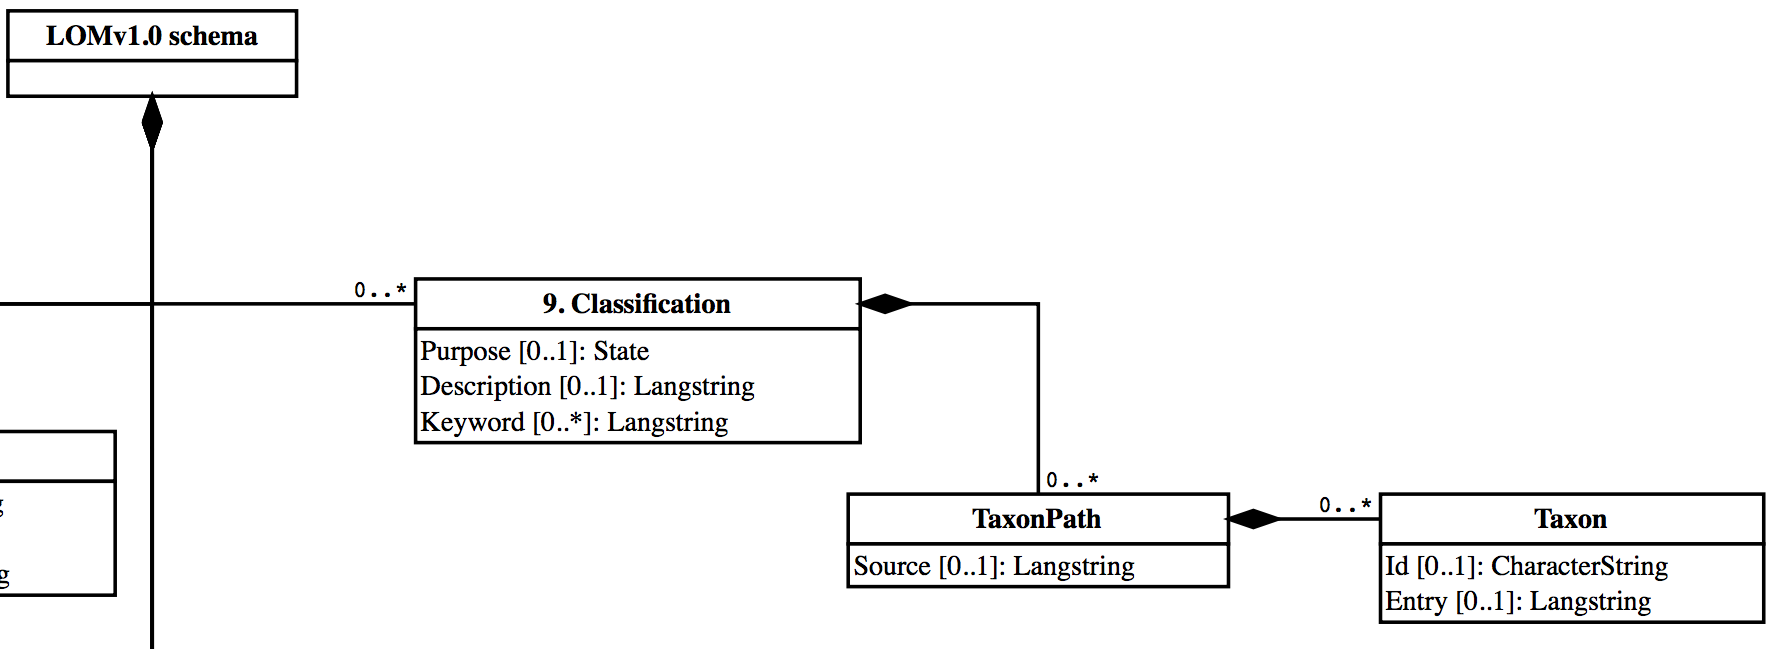 LOMv1.0 schema
0..*
9. Classification
Purpose [0..1]: State
Description [0..1]: Langstring
Keyword [0..*]: Langstring
0..*
TaxonPath
Source [0..1]: Langstring
0..*
Taxon
Id [0..1]: CharacterString
Entry [0..1]: Langstring